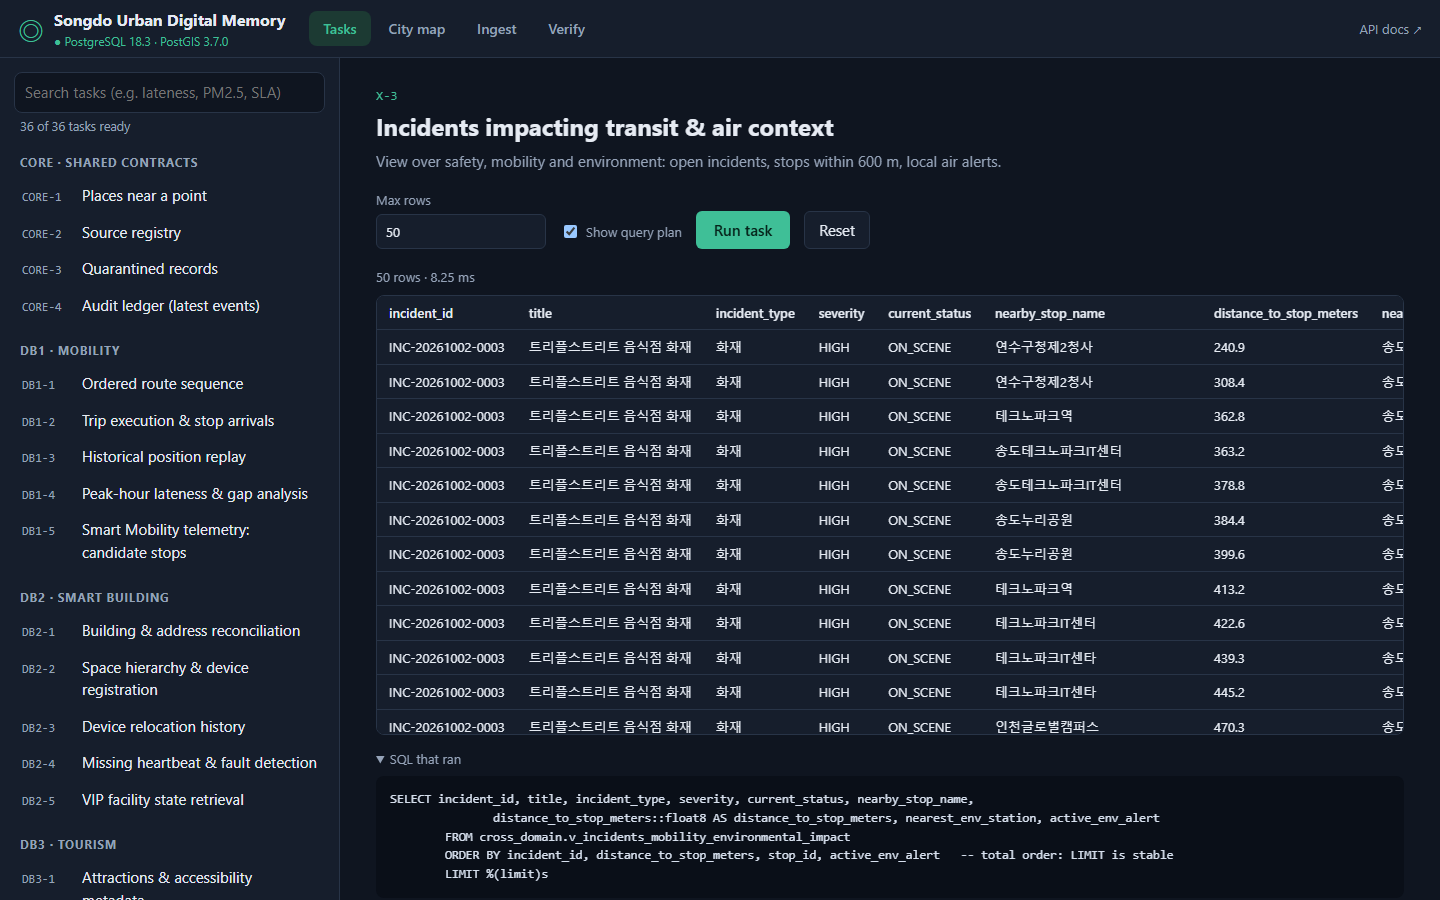 Songdo Urban Digital Memory
● PostgreSQL 18.3 · PostGIS 3.7.0
Tasks
City map
Ingest
Verify
API docs ↗
Search tasks (e.g. lateness, PM2.5, SLA)
36 of 36 tasks ready
CORE · SHARED CONTRACTS
CORE-1 Places near a point
CORE-2 Source registry
CORE-3 Quarantined records
CORE-4 Audit ledger (latest events)
DB1 · MOBILITY
DB1-1 Ordered route sequence
DB1-2 Trip execution & stop arrivals
DB1-3 Historical position replay
DB1-4 Peak-hour lateness & gap analysis
DB1-5 Smart Mobility telemetry:
candidate stops
DB2 · SMART BUILDING
DB2-1 Building & address reconciliation
DB2-2 Space hierarchy & device
registration
DB2-3 Device relocation history
DB2-4 Missing heartbeat & fault detection
DB2-5 VIP facility state retrieval
DB3 · TOURISM
DB3-1 Attractions & accessibility
X-3
Incidents impacting transit & air context
View over safety, mobility and environment: open incidents, stops within 600 m, local air alerts.
Max rows
50
Show query plan
Run task
Reset
50 rows · 8.25 ms
incident_id title incident_type severity current_status nearby_stop_name distance_to_stop_meters nea
INC-20261002-0003 트리플스트리트 음식점 화재 화재 HIGH ON_SCENE 연수구청제2청사 240.9 송도
INC-20261002-0003 트리플스트리트 음식점 화재 화재 HIGH ON_SCENE 연수구청제2청사 308.4 송도
INC-20261002-0003 트리플스트리트 음식점 화재 화재 HIGH ON_SCENE 테크노파크역 362.8 송도
INC-20261002-0003 트리플스트리트 음식점 화재 화재 HIGH ON_SCENE 송도테크노파크IT센터 363.2 송도
INC-20261002-0003 트리플스트리트 음식점 화재 화재 HIGH ON_SCENE 송도테크노파크IT센터 378.8 송도
INC-20261002-0003 트리플스트리트 음식점 화재 화재 HIGH ON_SCENE 송도누리공원 384.4 송도
INC-20261002-0003 트리플스트리트 음식점 화재 화재 HIGH ON_SCENE 송도누리공원 399.6 송도
INC-20261002-0003 트리플스트리트 음식점 화재 화재 HIGH ON_SCENE 테크노파크역 413.2 송도
INC-20261002-0003 트리플스트리트 음식점 화재 화재 HIGH ON_SCENE 테크노파크IT센터 422.6 송도
INC-20261002-0003 트리플스트리트 음식점 화재 화재 HIGH ON_SCENE 테크노파크IT센타 439.3 송도
INC-20261002-0003 트리플스트리트 음식점 화재 화재 HIGH ON_SCENE 테크노파크IT센타 445.2 송도
INC-20261002-0003 트리플스트리트 음식점 화재 화재 HIGH ON_SCENE 인천글로벌캠퍼스 470.3 송도
▼ SQL that ran
SELECT incident_id, title, incident_type, severity, current_status, nearby_stop_name,
distance_to_stop_meters::float8 AS distance_to_stop_meters, nearest_env_station, active_env_alert
FROM cross_domain.v_incidents_mobility_environmental_impact
ORDER BY incident_id, distance_to_stop_meters, stop_id, active_env_alert -- total order: LIMIT is stable
LIMIT %(limit)s